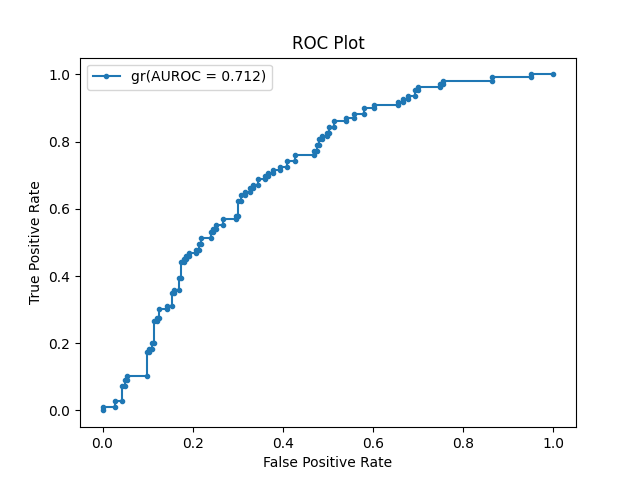 ROC Plot
gr(AUROC = 0.712)
True Positive Rate
1.0
0.8
0.6
0.4
0.2
0.0
0.0 0.2 0.4 0.6 0.8 1.0
False Positive Rate